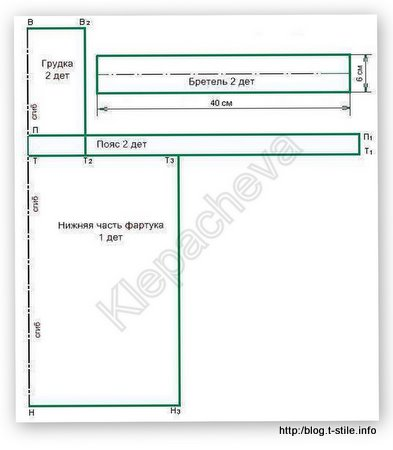 В
В₂
Грудка
2 дет
сгиб
Бретель 2 дет
6 см
40 см
П
Пояс 2 дет
П₁
Т
Т₂
Т₃
Т₁
сгиб
Нижняя часть фартука
1 дет
сгиб
Н
Н₃
Klepacheva
http:/blog.t-stile.info